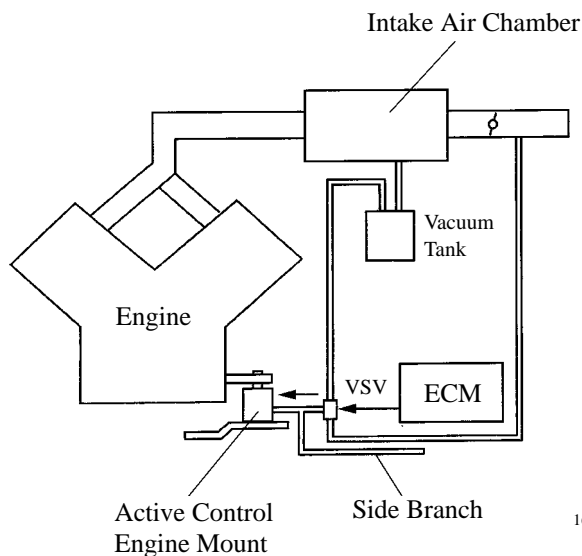 Intake Air Chamber
Vacuum
Tank
Engine
VSV
ECM
Active Control
Engine Mount
Side Branch